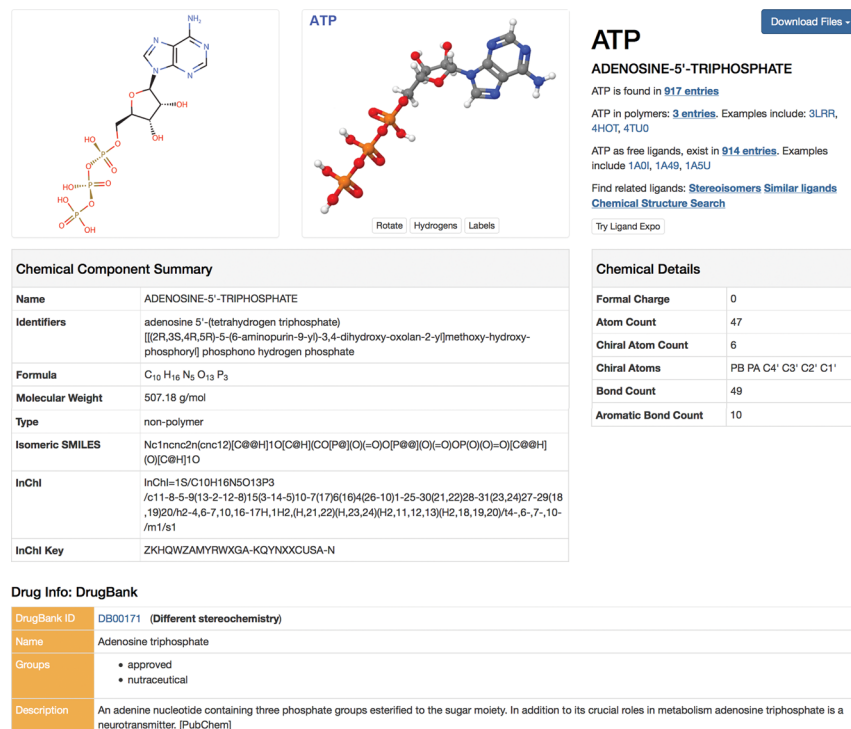 NH₂
N
N
N
N
O
OH
OH
O
HO
P
O
O
HO
P
O
HO
O
P
O
OH
ATP
Rotate
Hydrogens
Labels
Download Files
ATP
ADENOSINE-5'-TRIPHOSPHATE
ATP is found in 917 entries
ATP in polymers: 3 entries. Examples include: 3LRR,
4HOT, 4TU0
ATP as free ligands, exist in 914 entries. Examples
include 1A0I, 1A49, 1A5U
Find related ligands: Stereoisomers Similar ligands
Chemical Structure Search
Try Ligand Expo
Chemical Component Summary
Name ADENOSINE-5'-TRIPHOSPHATE
Identifiers adenosine 5'-(tetrahydrogen triphosphate)
[[(2R,3S,4R,5R)-5-(6-aminopurin-9-yl)-3,4-dihydroxy-oxolan-2-yl]methoxy-hydroxy-
phosphoryl] phosphono hydrogen phosphate
Formula C₁₀ H₁₆ N₅ O₁₃ P₃
Molecular Weight 507.18 g/mol
Type non-polymer
Isomeric SMILES Nc1ncnc2n(cnc12)[C@@H]1O[C@H](CO[P@](O)(=O)O[P@@](O)(=O)OP(O)(O)=O)[C@@H]
(O)[C@H]1O
InChI InChI=1S/C10H16N5O13P3
/c11-8-5-9(13-2-12-8)15(3-14-5)10-7(17)6(16)4(26-10)1-25-30(21,22)28-31(23,24)27-29(18
,19)20/h2-4,6-7,10,16-17H,1H2,(H,21,22)(H,23,24)(H2,11,12,13)(H2,18,19,20)/t4-,6-,7-,10-
/m1/s1
InChI Key ZKHQWZAMYRWXGA-KQYNXXCUSA-N
Chemical Details
Formal Charge 0
Atom Count 47
Chiral Atom Count 6
Chiral Atoms PB PA C4' C3' C2' C1'
Bond Count 49
Aromatic Bond Count 10
Drug Info: DrugBank
DrugBank ID DB00171 (Different stereochemistry)
Name Adenosine triphosphate
Groups • approved
• nutraceutical
Description An adenine nucleotide containing three phosphate groups esterified to the sugar moiety. In addition to its crucial roles in metabolism adenosine triphosphate is a
neurotransmitter. [PubChem]